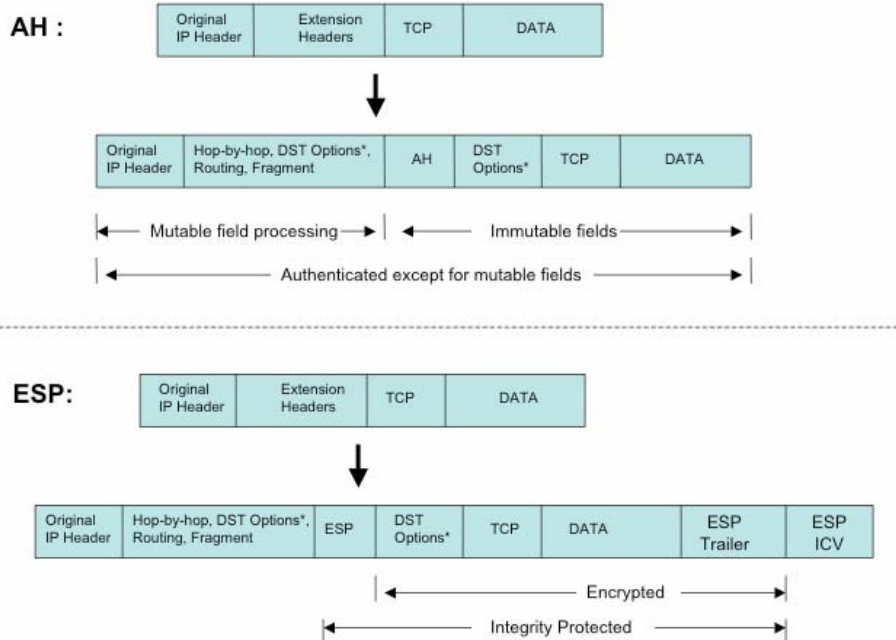 AH :
Original
IP Header
Extension
Headers
TCP
DATA
Original
IP Header
Hop-by-hop, DST Options*,
Routing, Fragment
AH
DST
Options*
TCP
DATA
Mutable field processing
Immutable fields
Authenticated except for mutable fields
ESP:
Original
IP Header
Extension
Headers
TCP
DATA
Original
IP Header
Hop-by-hop, DST Options*,
Routing, Fragment
ESP
DST
Options*
TCP
DATA
ESP
Trailer
ESP
ICV
Encrypted
Integrity Protected